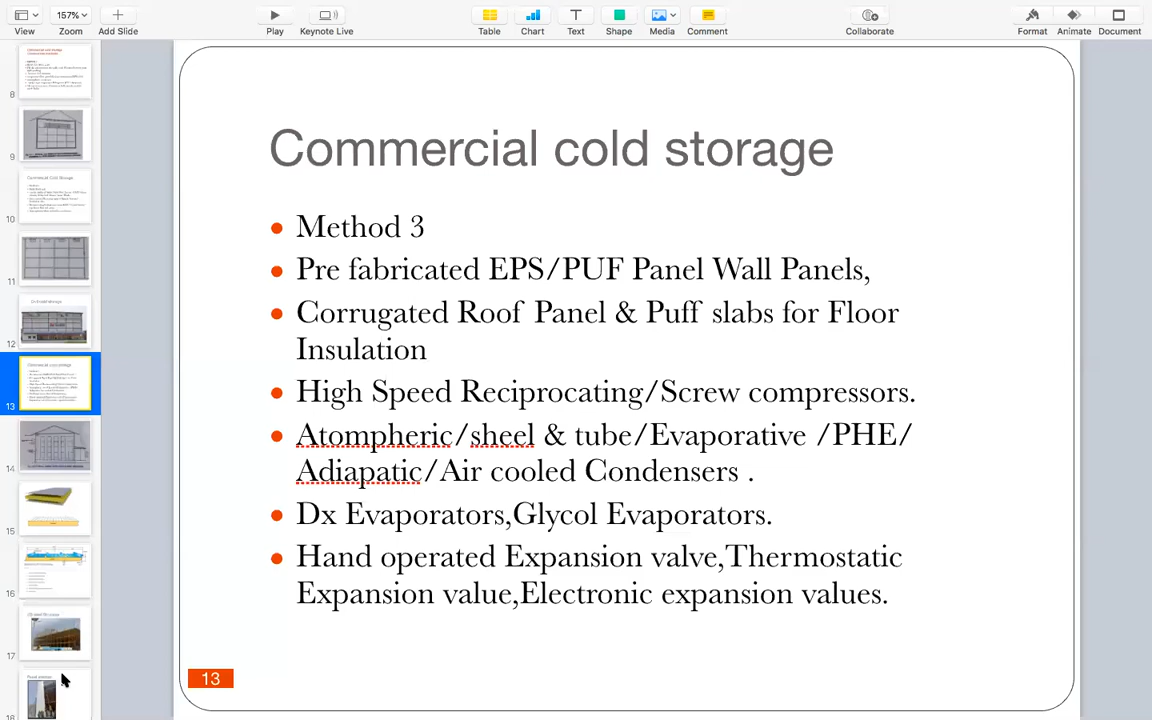 157%
View
Zoom
Add Slide
Play
Keynote Live
Table
Chart
Text
Shape
Media
Comment
Collaborate
Format
Animate
Document
8
9
Commercial Cold Storage
10
11
12
13
14
15
16
17
18
Commercial cold storage
Method 3
Pre fabricated EPS/PUF Panel Wall Panels,
Corrugated Roof Panel & Puff slabs for Floor
Insulation
High Speed Reciprocating/Screw compressors.
Atompheric/sheel & tube/Evaporative /PHE/
Adiapatic/Air cooled Condensers .
Dx Evaporators,Glycol Evaporators.
Hand operated Expansion valve,Thermostatic
Expansion value,Electronic expansion values.
13